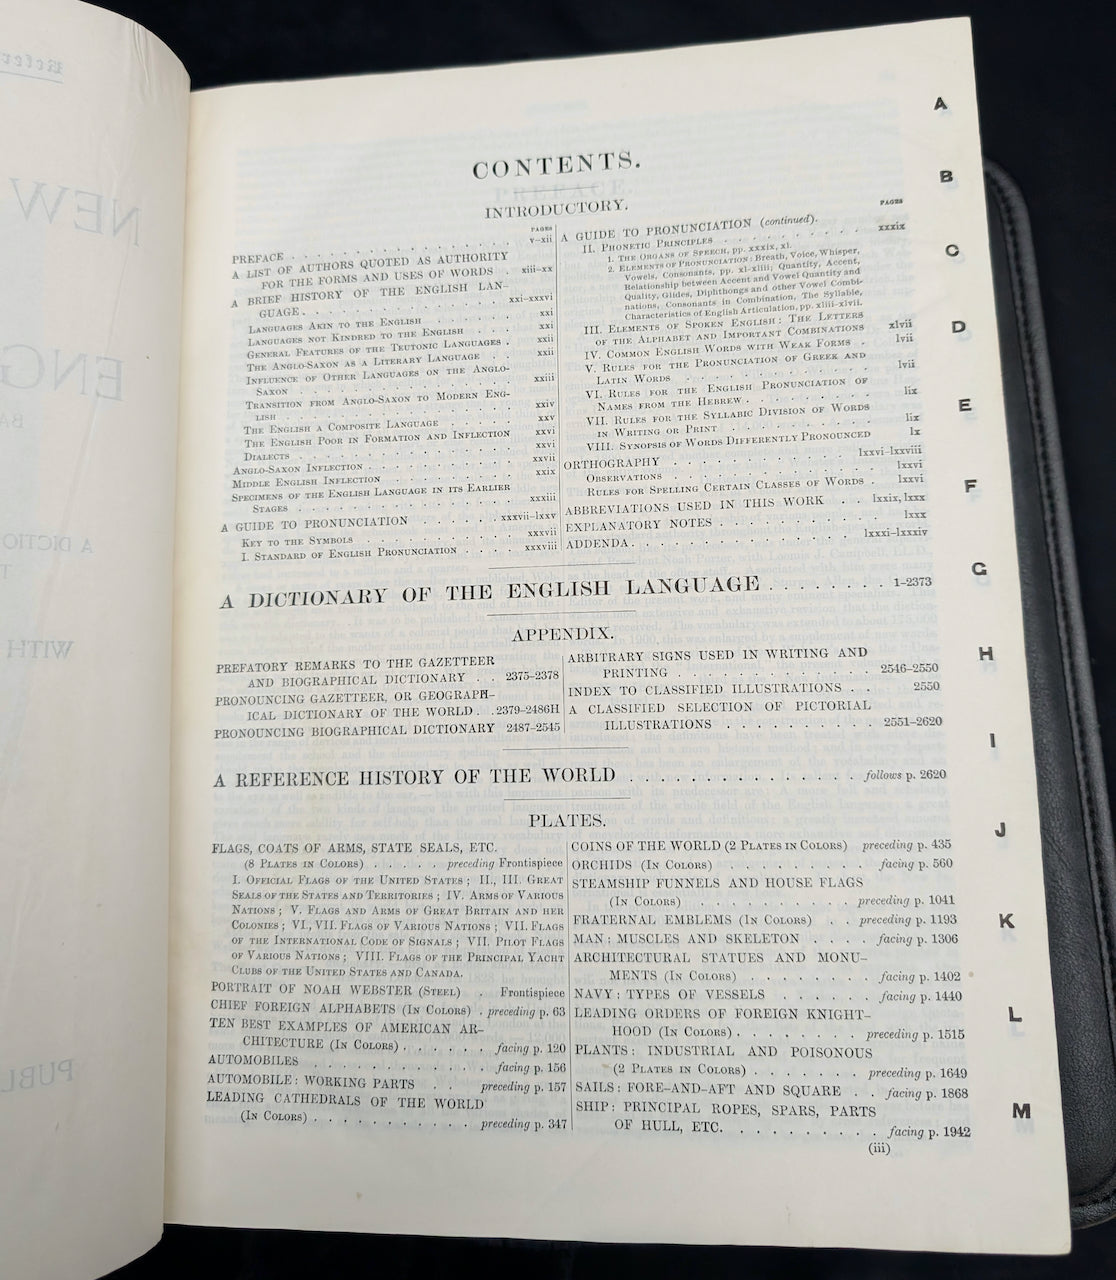 CONTENTS.
INTRODUCTORY.
PAGES
PREFACE . . . . . . . . . . . . . . v-xii
A LIST OF AUTHORS QUOTED AS AUTHORITY
FOR THE FORMS AND USES OF WORDS . xiii-xx
A BRIEF HISTORY OF THE ENGLISH LAN-
GUAGE . . . . . . . . . . . . . xxi-xxxvi
LANGUAGES AKIN TO THE ENGLISH . . . . . xxi
LANGUAGES NOT KINDRED TO THE ENGLISH . . . xxi
GENERAL FEATURES OF THE TEUTONIC LANGUAGES . xxii
THE ANGLO-SAXON AS A LITERARY LANGUAGE . . xxii
INFLUENCE OF OTHER LANGUAGES ON THE ANGLO-
SAXON . . . . . . . . . . . . . xxiii
TRANSITION FROM ANGLO-SAXON TO MODERN ENG-
LISH . . . . . . . . . . . . . xxiv
THE ENGLISH A COMPOSITE LANGUAGE . . . . xxv
THE ENGLISH POOR IN FORMATION AND INFLECTION xxvi
DIALECTS . . . . . . . . . . . . xxvi
ANGLO-SAXON INFLECTION . . . . . . . . xxvii
MIDDLE ENGLISH INFLECTION . . . . . . . xxix
SPECIMENS OF THE ENGLISH LANGUAGE IN ITS EARLIER
STAGES . . . . . . . . . . . . . xxxiii
A GUIDE TO PRONUNCIATION . . . . . . xxxvii-lxxv
KEY TO THE SYMBOLS . . . . . . . . . xxxvii
I. STANDARD OF ENGLISH PRONUNCIATION . . . . xxxviii
PAGES
A GUIDE TO PRONUNCIATION (continued).
II. PHONETIC PRINCIPLES . . . . . . . . xxxix
1. THE ORGANS OF SPEECH, pp. xxxix, xl.
2. ELEMENTS OF PRONUNCIATION: Breath, Voice, Whisper,
Vowels, Consonants, pp. xl-xliii; Quantity, Accent,
Relationship between Accent and Vowel Quantity and
Quality, Glides, Diphthongs and other Vowel Combi-
nations, Consonants in Combination, The Syllable,
Characteristics of English Articulation, pp. xliii-xlvii.
III. ELEMENTS OF SPOKEN ENGLISH: THE LETTERS
OF THE ALPHABET AND IMPORTANT COMBINATIONS xlvii
IV. COMMON ENGLISH WORDS WITH WEAK FORMS . lvii
V. RULES FOR THE PRONUNCIATION OF GREEK AND
LATIN WORDS . . . . . . . . . . . lvii
VI. RULES FOR THE ENGLISH PRONUNCIATION OF
NAMES FROM THE HEBREW . . . . . . . . lix
VII. RULES FOR THE SYLLABIC DIVISION OF WORDS
IN WRITING OR PRINT . . . . . . . . . lix
VIII. SYNOPSIS OF WORDS DIFFERENTLY PRONOUNCED lx
ORTHOGRAPHY . . . . . . . . . . lxxvi-lxxviii
OBSERVATIONS . . . . . . . . . . . lxxvi
RULES FOR SPELLING CERTAIN CLASSES OF WORDS . lxxvi
ABBREVIATIONS USED IN THIS WORK . . lxxix, lxxx
EXPLANATORY NOTES . . . . . . . . . lxxx
ADDENDA . . . . . . . . . . . . lxxxi-lxxxiv
A DICTIONARY OF THE ENGLISH LANGUAGE . . . . . . . . 1-2373
APPENDIX.
PREFATORY REMARKS TO THE GAZETTEER
AND BIOGRAPHICAL DICTIONARY . . 2375-2378
PRONOUNCING GAZETTEER, OR GEOGRAPH-
ICAL DICTIONARY OF THE WORLD . . 2379-2486H
PRONOUNCING BIOGRAPHICAL DICTIONARY 2487-2545
ARBITRARY SIGNS USED IN WRITING AND
PRINTING . . . . . . . . . . . . 2546-2550
INDEX TO CLASSIFIED ILLUSTRATIONS . . 2550
A CLASSIFIED SELECTION OF PICTORIAL
ILLUSTRATIONS . . . . . . . . . . 2551-2620
A REFERENCE HISTORY OF THE WORLD . . . . . . . . . . . . . follows p. 2620
PLATES.
FLAGS, COATS OF ARMS, STATE SEALS, ETC.
(8 PLATES IN COLORS) . . . . . preceding Frontispiece
I. OFFICIAL FLAGS OF THE UNITED STATES; II., III. GREAT
SEALS OF THE STATES AND TERRITORIES; IV. ARMS OF VARIOUS
NATIONS; V. FLAGS AND ARMS OF GREAT BRITAIN AND HER
COLONIES; VI., VII. FLAGS OF VARIOUS NATIONS; VII. FLAGS
OF THE INTERNATIONAL CODE OF SIGNALS; VII. PILOT FLAGS
OF VARIOUS NATIONS; VIII. FLAGS OF THE PRINCIPAL YACHT
CLUBS OF THE UNITED STATES AND CANADA.
PORTRAIT OF NOAH WEBSTER (STEEL) . Frontispiece
CHIEF FOREIGN ALPHABETS (IN COLORS) . preceding p. 63
TEN BEST EXAMPLES OF AMERICAN AR-
CHITECTURE (IN COLORS) . . . . . . facing p. 120
AUTOMOBILES . . . . . . . . . . . facing p. 156
AUTOMOBILE: WORKING PARTS . . preceding p. 157
LEADING CATHEDRALS OF THE WORLD
(IN COLORS) . . . . . . . . . . preceding p. 347
COINS OF THE WORLD (2 PLATES IN COLORS) preceding p. 435
ORCHIDS (IN COLORS) . . . . . . . . facing p. 560
STEAMSHIP FUNNELS AND HOUSE FLAGS
(IN COLORS) . . . . . . . . . . preceding p. 1041
FRATERNAL EMBLEMS (IN COLORS) . . preceding p. 1193
MAN: MUSCLES AND SKELETON . . . . facing p. 1306
ARCHITECTURAL STATUES AND MONU-
MENTS (IN COLORS) . . . . . . . . facing p. 1402
NAVY: TYPES OF VESSELS . . . . . . facing p. 1440
LEADING ORDERS OF FOREIGN KNIGHT-
HOOD (IN COLORS) . . . . . . . . preceding p. 1515
PLANTS: INDUSTRIAL AND POISONOUS
(2 PLATES IN COLORS) . . . . . . . preceding p. 1649
SAILS: FORE-AND-AFT AND SQUARE . . facing p. 1868
SHIP: PRINCIPAL ROPES, SPARS, PARTS
OF HULL, ETC. . . . . . . . . . . facing p. 1942
(iii)
A
B
C
D
E
F
G
H
I
J
K
L
M